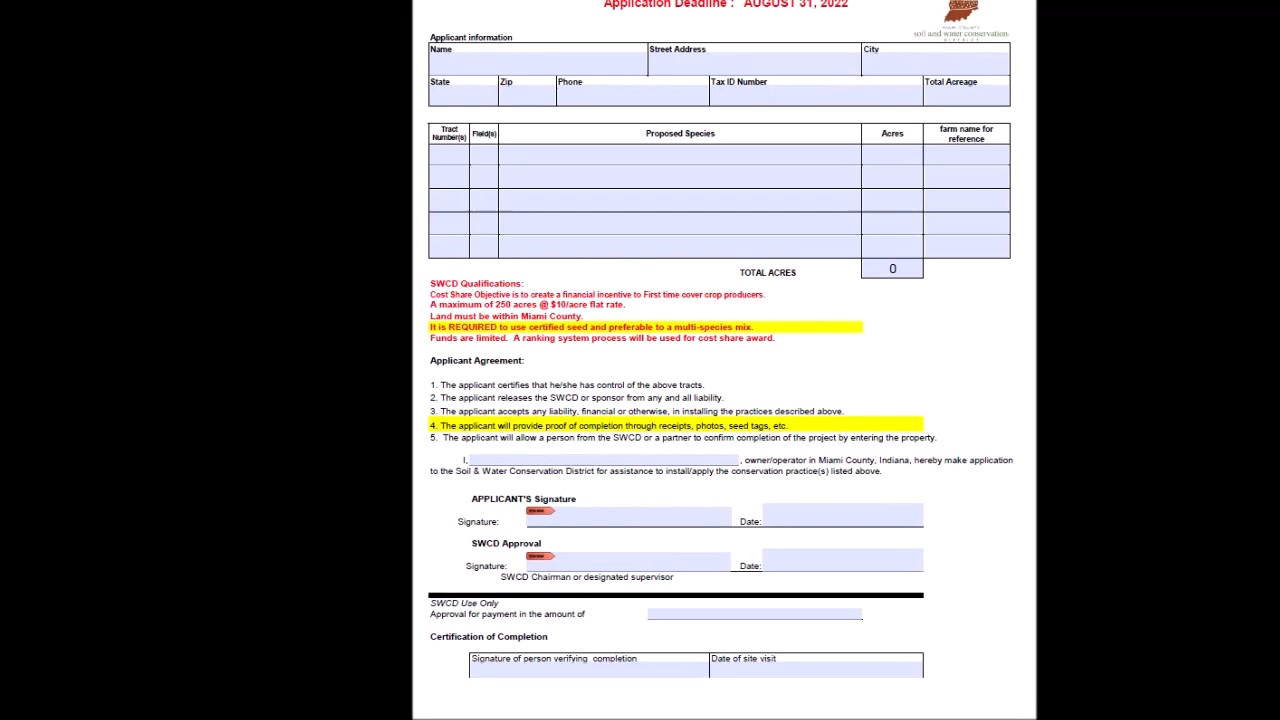 Application Deadline : AUGUST 31, 2022
MIAMI COUNTY
soil and water conservation
DISTRICT
Applicant information
Name Street Address City
State Zip Phone Tax ID Number Total Acreage
Tract Number(s) Field(s) Proposed Species Acres farm name for reference
TOTAL ACRES 0
SWCD Qualifications:
Cost Share Objective is to create a financial incentive to First time cover crop producers.
A maximum of 250 acres @ $10/acre flat rate.
Land must be within Miami County.
It is REQUIRED to use certified seed and preferable to a multi-species mix.
Funds are limited. A ranking system process will be used for cost share award.
Applicant Agreement:
1. The applicant certifies that he/she has control of the above tracts.
2. The applicant releases the SWCD or sponsor from any and all liability.
3. The applicant accepts any liability, financial or otherwise, in installing the practices described above.
4. The applicant will provide proof of completion through receipts, photos, seed tags, etc.
5. The applicant will allow a person from the SWCD or a partner to confirm completion of the project by entering the property.
I, , owner/operator in Miami County, Indiana, hereby make application
to the Soil & Water Conservation District for assistance to install/apply the conservation practice(s) listed above.
APPLICANT'S Signature
Signature: Date:
SWCD Approval
Signature: Date:
SWCD Chairman or designated supervisor
SWCD Use Only
Approval for payment in the amount of
Certification of Completion
Signature of person verifying completion Date of site visit